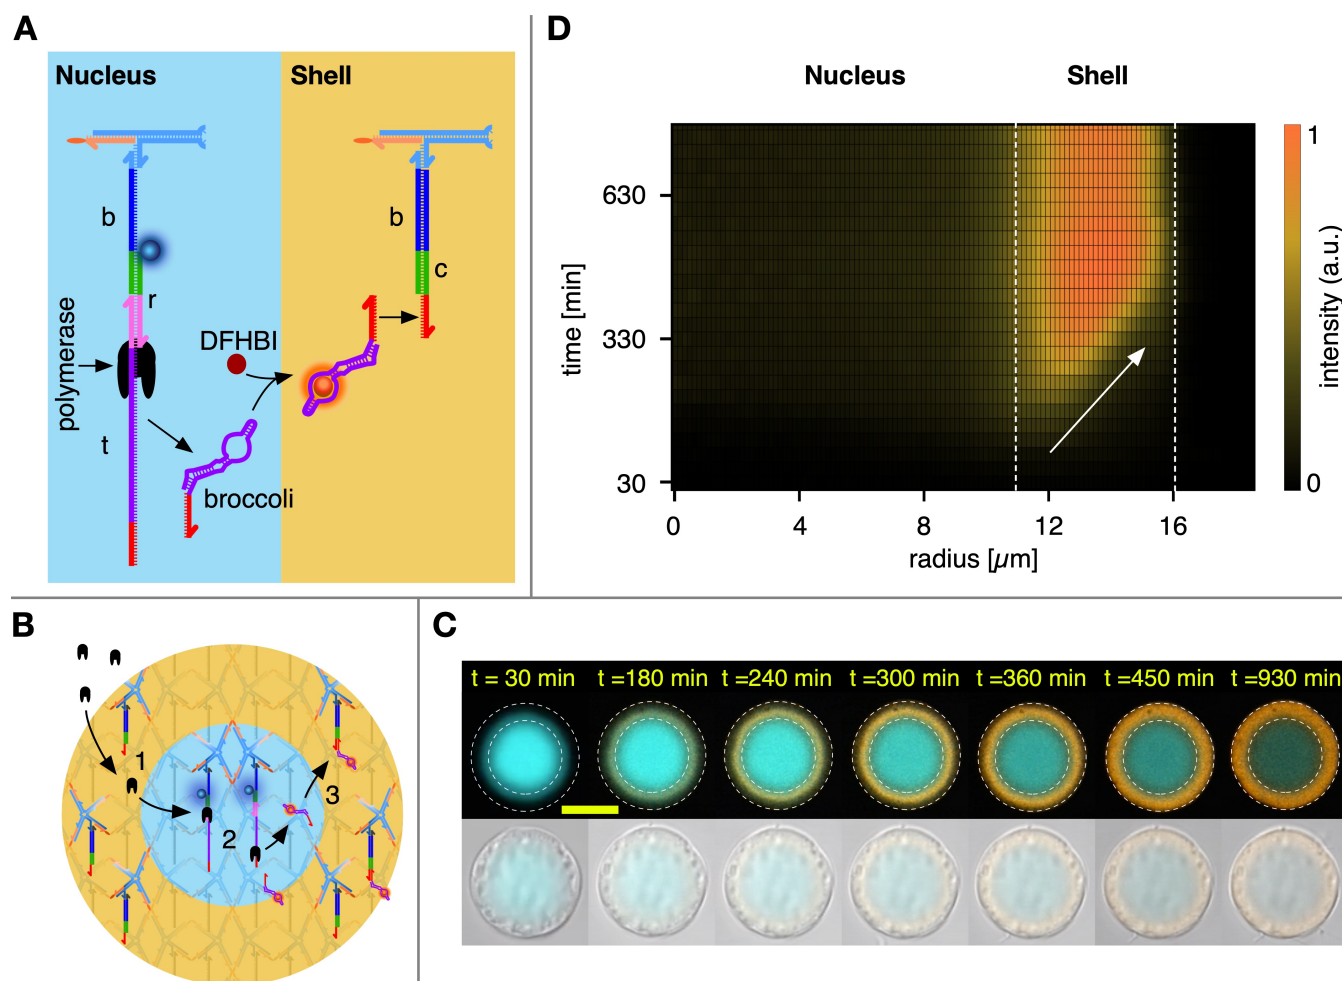 A
Nucleus
Shell
b
b
c
r
polymerase
DFHBI
t
broccoli
D
Nucleus
Shell
time [min]
630
330
30
0
4
8
12
16
radius [µm]
1
0
intensity (a.u.)
B
1
2
3
C
t = 30 min
t =180 min
t =240 min
t =300 min
t =360 min
t =450 min
t =930 min